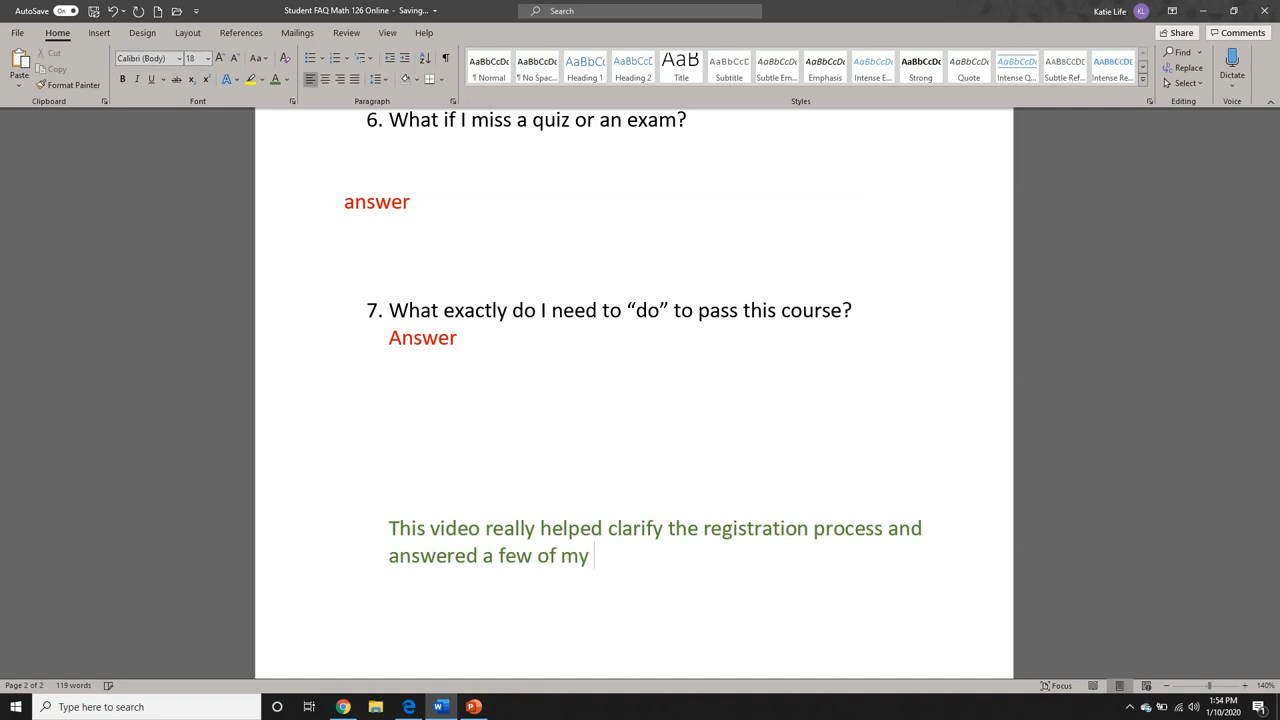 AutoSave On
Student FAQ Math 126 Online - Saving...
Search
Katie Life KL
File Home Insert Design Layout References Mailings Review View Help
Share Comments
Paste
Cut
Copy
Format Painter
Clipboard
Calibri (Body) 18
Font
Paragraph
AaBbCcDc AaBbCcDc AaBbC( AaBbCcD AaB AaBbCcD AaBbCcDc AaBbCcDc AaBbCcDc AaBbCcDc AaBbCcDc AaBbCcDc AABBCCDE AABBCCDE
¶ Normal ¶ No Spac... Heading 1 Heading 2 Title Subtitle Subtle Em... Emphasis Intense E... Strong Quote Intense Q... Subtle Ref... Intense Re...
Styles
Find
Replace
Select
Editing
Dictate
Voice
6. What if I miss a quiz or an exam?
answer
7. What exactly do I need to “do” to pass this course?
Answer
This video really helped clarify the registration process and
answered a few of my
Page 2 of 2 119 words
Focus
140%
Type here to search
1:54 PM
1/10/2020